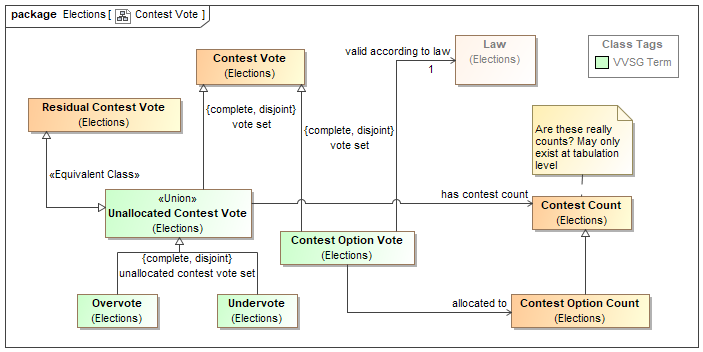 package Elections [ Contest Vote ]
Law
(Elections)
Class Tags
VVSG Term
valid according to law
1
Contest Vote
(Elections)
Residual Contest Vote
(Elections)
{complete, disjoint}
vote set
{complete, disjoint}
vote set
Are these really
counts? May only
exist at tabulation
level
«Equivalent Class»
«Union»
Unallocated Contest Vote
(Elections)
has contest count
Contest Count
(Elections)
Contest Option Vote
(Elections)
{complete, disjoint}
unallocated contest vote set
Overvote
(Elections)
Undervote
(Elections)
allocated to
Contest Option Count
(Elections)